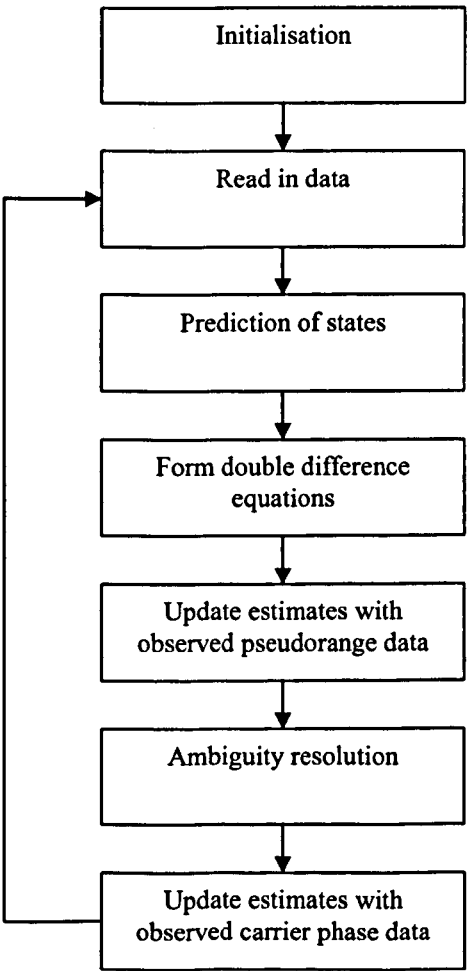 Initialisation
Read in data
Prediction of states
Form double difference
equations
Update estimates with
observed pseudorange data
Ambiguity resolution
Update estimates with
observed carrier phase data